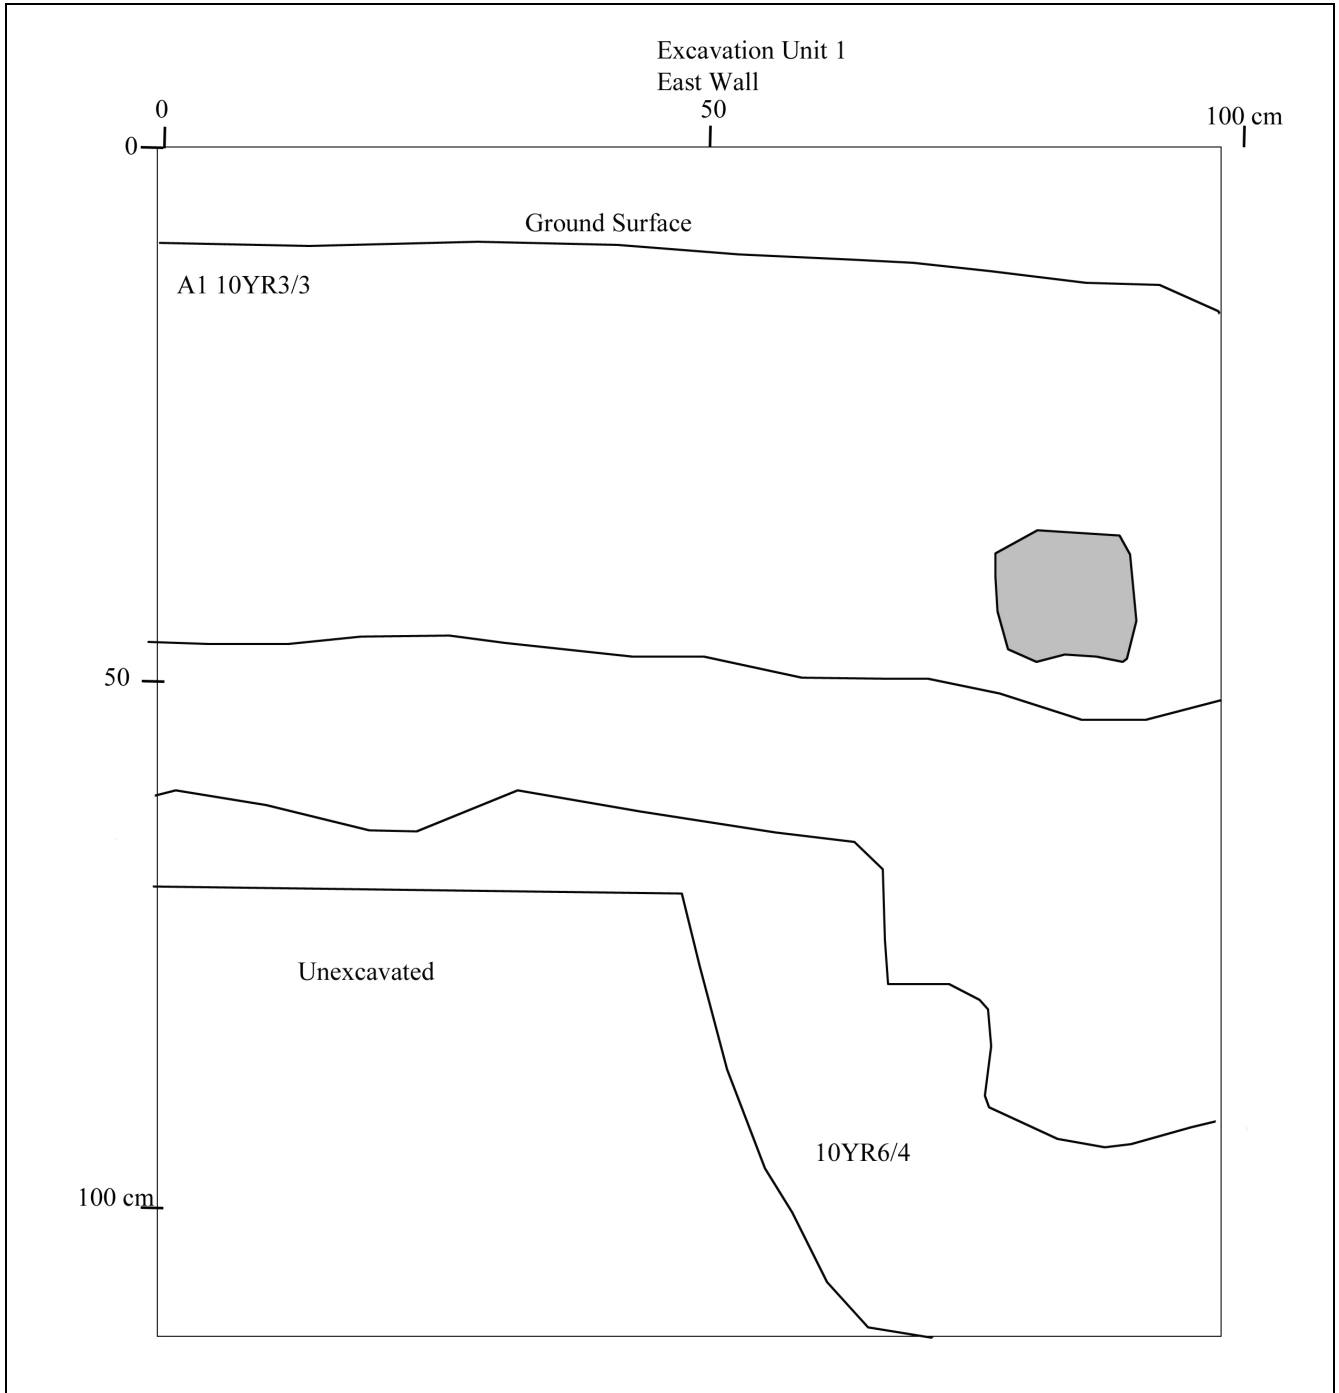 Excavation Unit 1
East Wall
0
50
100 cm
0
Ground Surface
A1 10YR3/3
50
Unexcavated
10YR6/4
100 cm